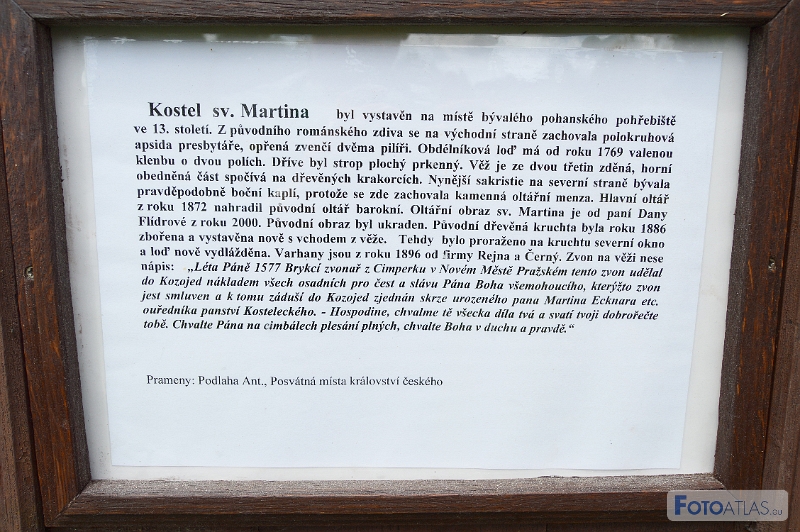 Kostel sv. Martina byl vystavěn na místě bývalého pohanského pohřebiště
ve 13. století. Z původního románského zdiva se na východní straně zachovala polokruhová
apsida presbytáře, opřená zvenčí dvěma pilíři. Obdélníková loď má od roku 1769 valenou
klenbu o dvou polích. Dříve byl strop plochý prkenný. Věž je ze dvou třetin zděná, horní
obedněná část spočívá na dřevěných krakorcích. Nynější sakristie na severní straně bývala
pravděpodobně boční kaplí, protože se zde zachovala kamenná oltářní menza. Hlavní oltář
z roku 1872 nahradil původní oltář barokní. Oltářní obraz sv. Martina je od paní Dany
Flídrové z roku 2000. Původní obraz byl ukraden. Původní dřevěná kruchta byla roku 1886
zbořena a vystavěna nově s vchodem z věže. Tehdy bylo proraženo na kruchtu severní okno
a loď nově vydlážděna. Varhany jsou z roku 1896 od firmy Rejna a Černý. Zvon na věži nese
nápis: „Léta Páně 1577 Brykcí zvonař z Cimperku v Novém Městě Pražském tento zvon udělal
do Kozojed nákladem všech osadních pro čest a slávu Pána Boha všemohoucího, kterýžto zvon
jest smluven a k tomu záduší do Kozojed zjednán skrze urozeného pana Martina Ecknara etc.
ouředníka panství Kosteleckého. - Hospodine, chvalme tě všecka díla tvá a svatí tvoji dobrořečte
tobě. Chvalte Pána na cimbálech plesání plných, chvalte Boha v duchu a pravdě.“
Prameny: Podlaha Ant., Posvátná místa království českého
FOTOATLAS.EU